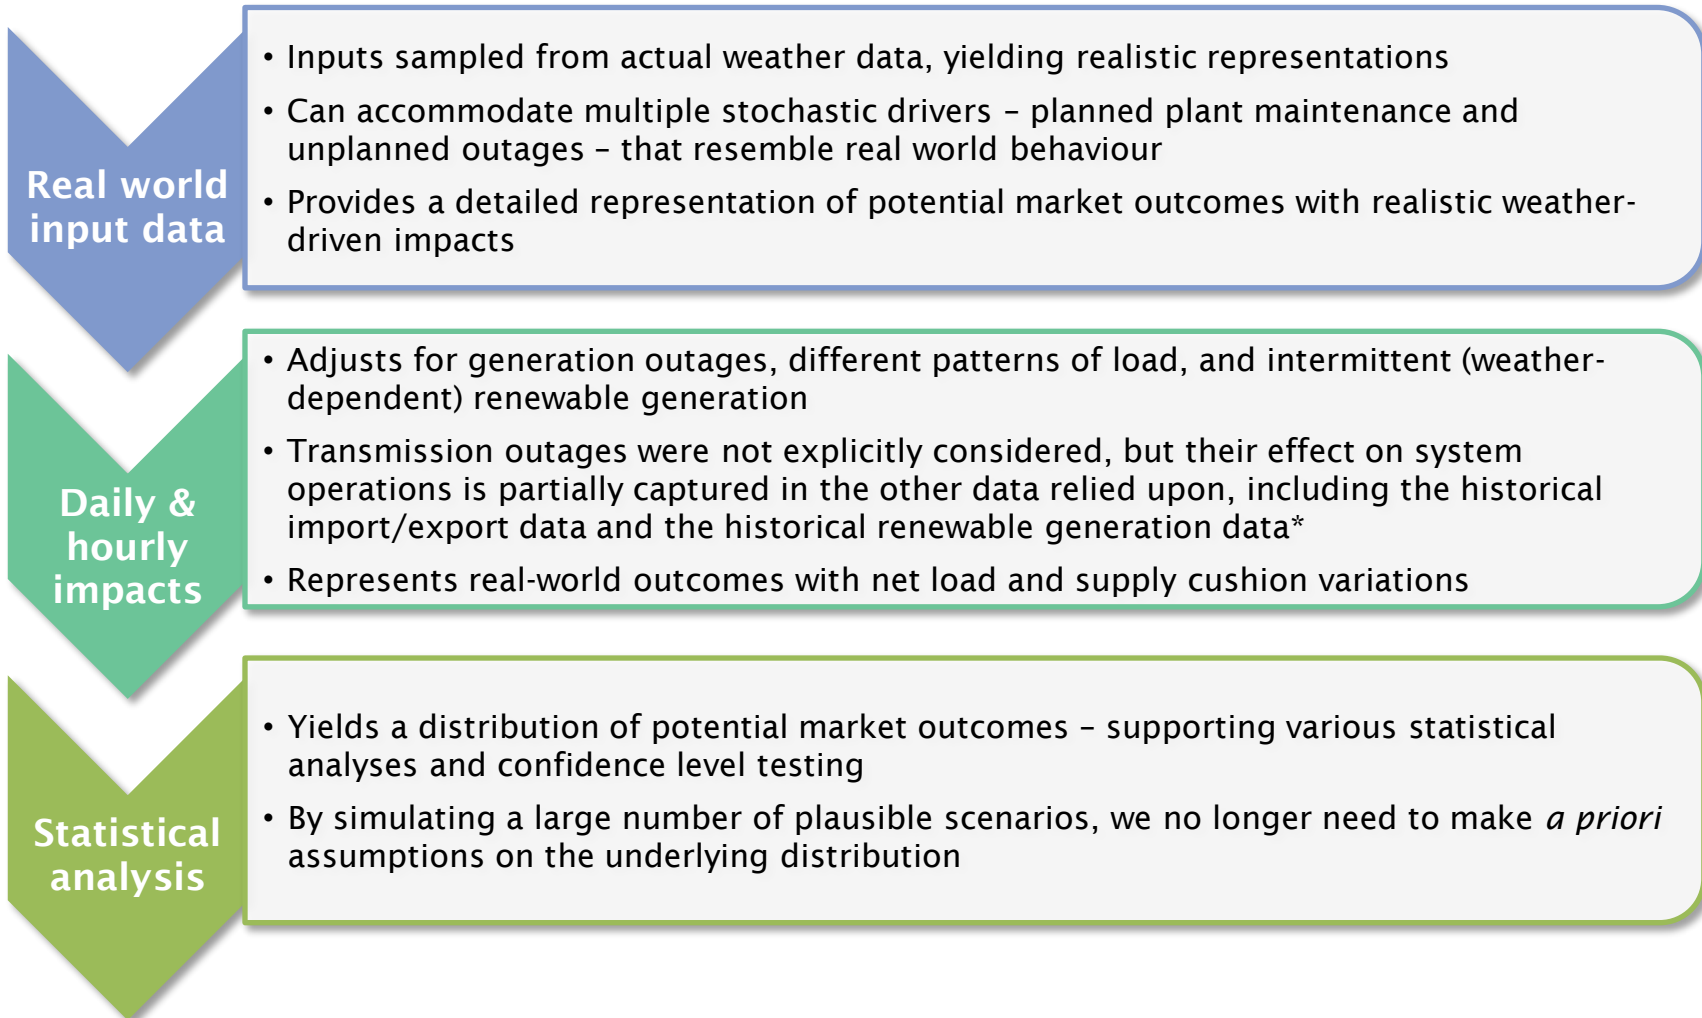 Real world
input data
• Inputs sampled from actual weather data, yielding realistic representations
• Can accommodate multiple stochastic drivers – planned plant maintenance and
unplanned outages – that resemble real world behaviour
• Provides a detailed representation of potential market outcomes with realistic weather-
driven impacts
Daily &
hourly
impacts
• Adjusts for generation outages, different patterns of load, and intermittent (weather-
dependent) renewable generation
• Transmission outages were not explicitly considered, but their effect on system
operations is partially captured in the other data relied upon, including the historical
import/export data and the historical renewable generation data*
• Represents real-world outcomes with net load and supply cushion variations
Statistical
analysis
• Yields a distribution of potential market outcomes – supporting various statistical
analyses and confidence level testing
• By simulating a large number of plausible scenarios, we no longer need to make a priori
assumptions on the underlying distribution